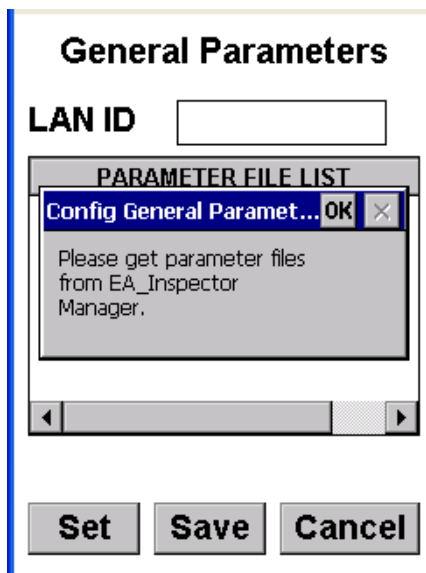 General Parameters
LAN ID
PARAMETER FILE LIST
Config General Paramet... OK
Please get parameter files
from EA_Inspector
Manager.
Set Save Cancel